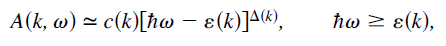 A(k, ω) ≃ c(k)[ħω − ε(k)]^Δ(k),  ħω ≥ ε(k),